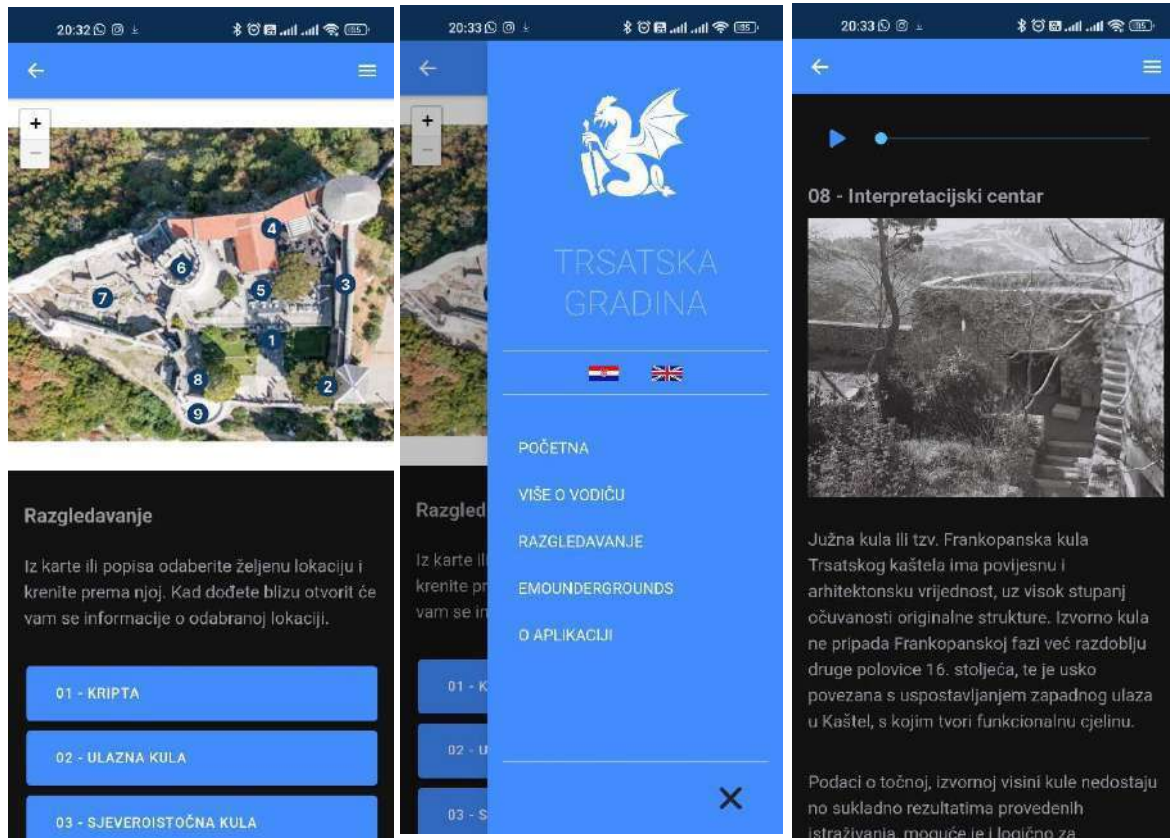 20:32
+
4
6
3
7
5
1
8
2
9
Razgledavanje
Iz karte ili popisa odaberite željenu lokaciju i
krenite prema njoj. Kad dođete blizu otvorit će
vam se informacije o odabranoj lokaciji.
01 - KRIPTA
02 - ULAZNA KULA
03 - SJEVEROISTOČNA KULA
20:33
+
Razgled
Iz karte ili
krenite pr
vam se in
01 - K
02 - U
03 - S
TRSATSKA
GRADINA
POČETNA
VIŠE O VODIČU
RAZGLEDAVANJE
EMOUNDERGROUNDS
O APLIKACIJI
20:33
08 - Interpretacijski centar
Južna kula ili tzv. Frankopanska kula
Trsatskog kaštela ima povijesnu i
arhitektonsku vrijednost, uz visok stupanj
očuvanosti originalne strukture. Izvorno kula
ne pripada Frankopanskoj fazi već razdoblju
druge polovice 16. stoljeća, te je usko
povezana s uspostavljanjem zapadnog ulaza
u Kaštel, s kojim tvori funkcionalnu cjelinu.
Podaci o točnoj, izvornoj visini kule nedostaju
no sukladno rezultatima provedenih
istraživanja, moguće je i logično za